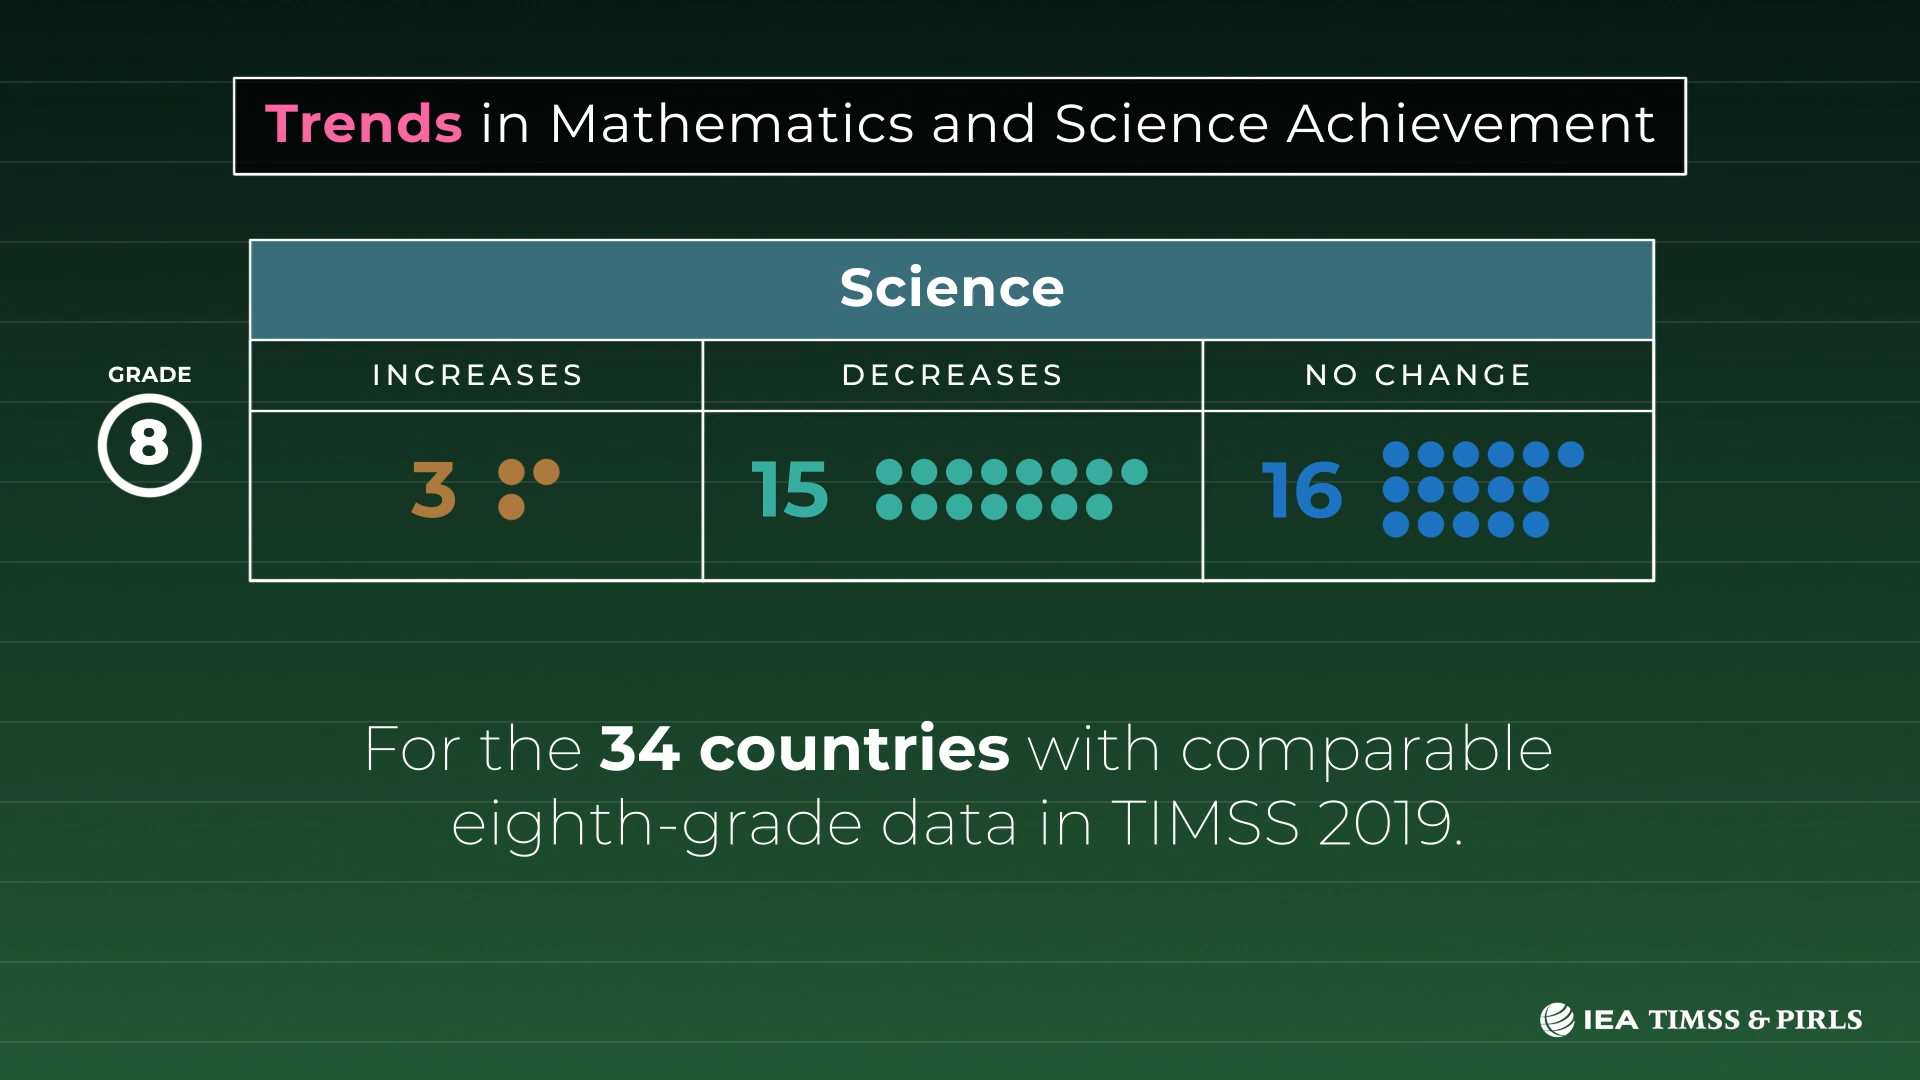 Trends in Mathematics and Science Achievement
Science
INCREASES DECREASES NO CHANGE
GRADE
8
3 15 16
For the 34 countries with comparable
eighth-grade data in TIMSS 2019.
IEA TIMSS & PIRLS